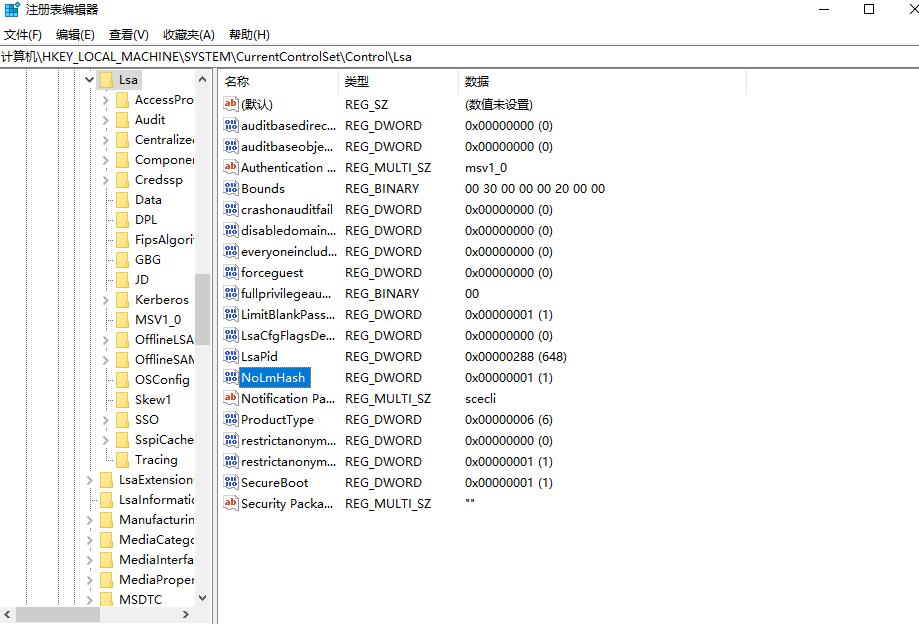 注册表编辑器
文件(F) 编辑(E) 查看(V) 收藏夹(A) 帮助(H)
计算机\HKEY_LOCAL_MACHINE\SYSTEM\CurrentControlSet\Control\Lsa
Lsa
AccessPro
Audit
Centralize
Componer
Credssp
Data
DPL
FipsAlgori
GBG
JD
Kerberos
MSV1_0
OfflineLSA
OfflineSAM
OSConfig
Skew1
SSO
SspiCache
Tracing
LsaExtension
LsaInformatic
Manufacturin
MediaCatego
MediaInterfa
MediaProper
MSDTC
名称 类型 数据
(默认) REG_SZ (数值未设置)
auditbasedirec... REG_DWORD 0x00000000 (0)
auditbaseobje... REG_DWORD 0x00000000 (0)
Authentication ... REG_MULTI_SZ msv1_0
Bounds REG_BINARY 00 30 00 00 00 20 00 00
crashonauditfail REG_DWORD 0x00000000 (0)
disabledomain... REG_DWORD 0x00000000 (0)
everyoneinclud... REG_DWORD 0x00000000 (0)
forceguest REG_DWORD 0x00000000 (0)
fullprivilegeau... REG_BINARY 00
LimitBlankPass... REG_DWORD 0x00000001 (1)
LsaCfgFlagsDe... REG_DWORD 0x00000000 (0)
LsaPid REG_DWORD 0x00000288 (648)
NoLmHash REG_DWORD 0x00000001 (1)
Notification Pa... REG_MULTI_SZ scecli
ProductType REG_DWORD 0x00000006 (6)
restrictanonym... REG_DWORD 0x00000000 (0)
restrictanonym... REG_DWORD 0x00000001 (1)
SecureBoot REG_DWORD 0x00000001 (1)
Security Packa... REG_MULTI_SZ ""